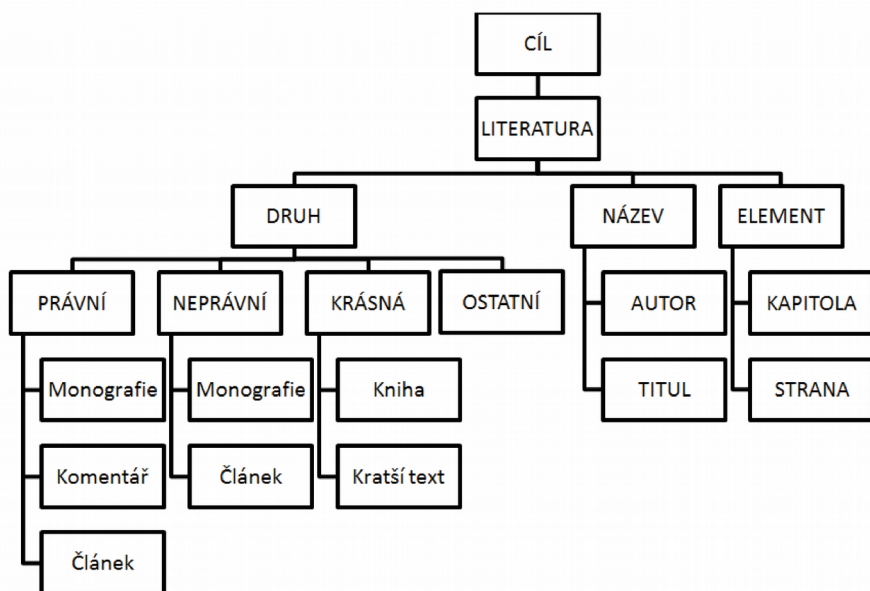 CÍL
LITERATURA
DRUH
NÁZEV
ELEMENT
PRÁVNÍ
NEPRÁVNÍ
KRÁSNÁ
OSTATNÍ
AUTOR
KAPITOLA
Monografie
Monografie
Kniha
TITUL
STRANA
Komentář
Článek
Kratší text
Článek